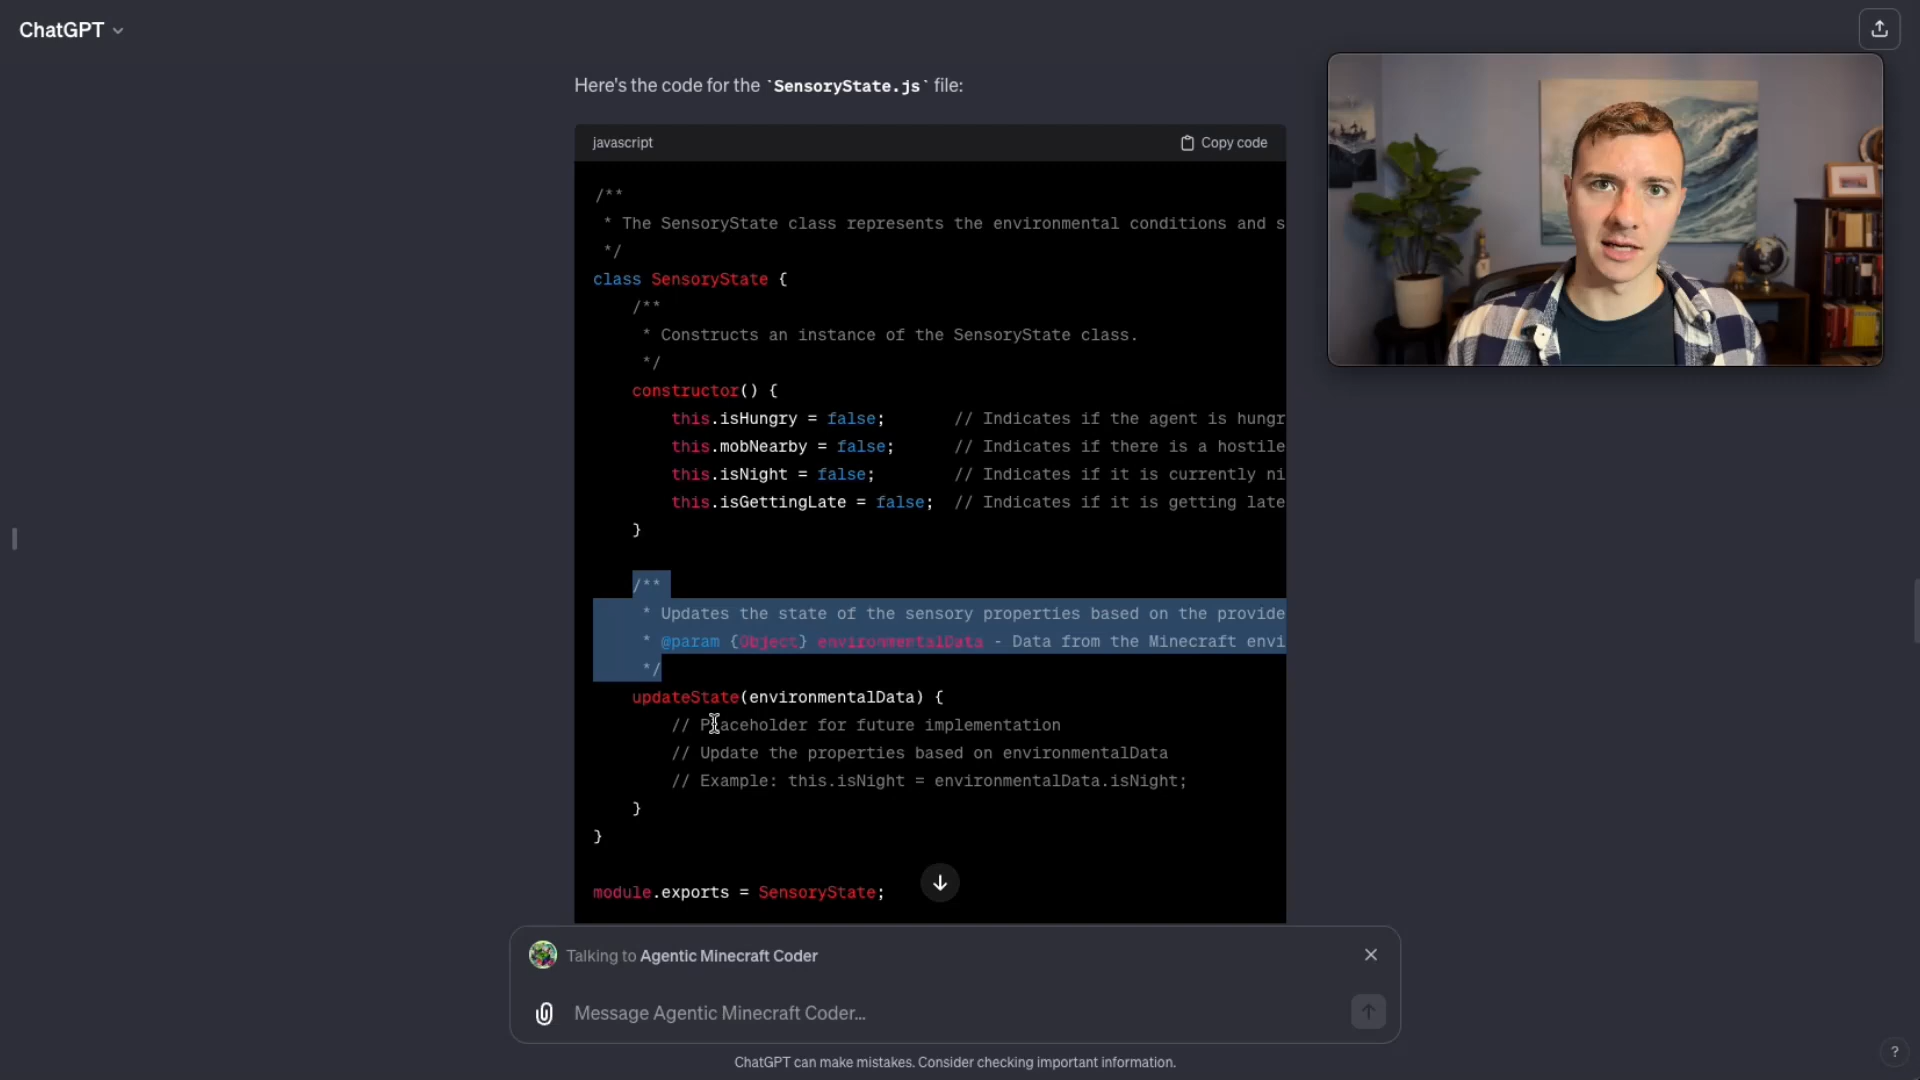 ChatGPT
Here's the code for the `SensoryState.js` file:
javascript
Copy code
/**
* The SensoryState class represents the environmental conditions and s
*/
class SensoryState {
/**
* Constructs an instance of the SensoryState class.
*/
constructor() {
this.isHungry = false; // Indicates if the agent is hungr
this.mobNearby = false; // Indicates if there is a hostile
this.isNight = false; // Indicates if it is currently ni
this.isGettingLate = false; // Indicates if it is getting late
}
/**
* Updates the state of the sensory properties based on the provide
* @param {Object} environmentalData - Data from the Minecraft envi
*/
updateState(environmentalData) {
// Placeholder for future implementation
// Update the properties based on environmentalData
// Example: this.isNight = environmentalData.isNight;
}
}
module.exports = SensoryState;
Talking to Agentic Minecraft Coder
Message Agentic Minecraft Coder...
ChatGPT can make mistakes. Consider checking important information.
?